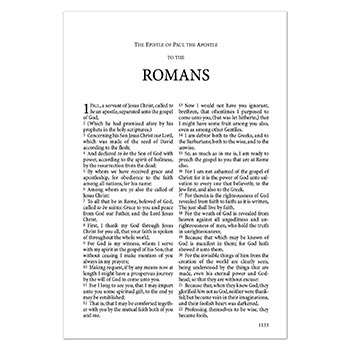 The Epistle of Paul the Apostle
to the
ROMANS
1 Paul, a servant of Jesus Christ, called to
be an apostle, separated unto the gospel
of God,
2 (Which he had promised afore by his
prophets in the holy scriptures,)
3 Concerning his Son Jesus Christ our Lord,
which was made of the seed of David
according to the flesh;
4 And declared to be the Son of God with
power, according to the spirit of holiness,
by the resurrection from the dead:
5 By whom we have received grace and
apostleship, for obedience to the faith
among all nations, for his name:
6 Among whom are ye also the called of
Jesus Christ:
7 To all that be in Rome, beloved of God,
called to be saints: Grace to you and peace
from God our Father, and the Lord Jesus
Christ.
8 First, I thank my God through Jesus
Christ for you all, that your faith is spoken
of throughout the whole world.
9 For God is my witness, whom I serve
with my spirit in the gospel of his Son, that
without ceasing I make mention of you
always in my prayers;
10 Making request, if by any means now at
length I might have a prosperous journey
by the will of God to come unto you.
11 For I long to see you, that I may impart
unto you some spiritual gift, to the end ye
may be established;
12 That is, that I may be comforted togeth-
er with you by the mutual faith both of you
and me.
13 Now I would not have you ignorant,
brethren, that oftentimes I purposed to
come unto you, (but was let hitherto,) that
I might have some fruit among you also,
even as among other Gentiles.
14 I am debtor both to the Greeks, and to
the Barbarians; both to the wise, and to the
unwise.
15 So, as much as in me is, I am ready to
preach the gospel to you that are at Rome
also.
16 For I am not ashamed of the gospel of
Christ: for it is the power of God unto sal-
vation to every one that believeth; to the
Jew first, and also to the Greek.
17 For therein is the righteousness of God
revealed from faith to faith: as it is written,
The just shall live by faith.
18 For the wrath of God is revealed from
heaven against all ungodliness and un-
righteousness of men, who hold the truth
in unrighteousness;
19 Because that which may be known of
God is manifest in them; for God hath
shewed it unto them.
20 For the invisible things of him from the
creation of the world are clearly seen,
being understood by the things that are
made, even his eternal power and God-
head; so that they are without excuse:
21 Because that, when they knew God, they
glorified him not as God, neither were thank-
ful; but became vain in their imaginations,
and their foolish heart was darkened.
22 Professing themselves to be wise, they
became fools,
1133